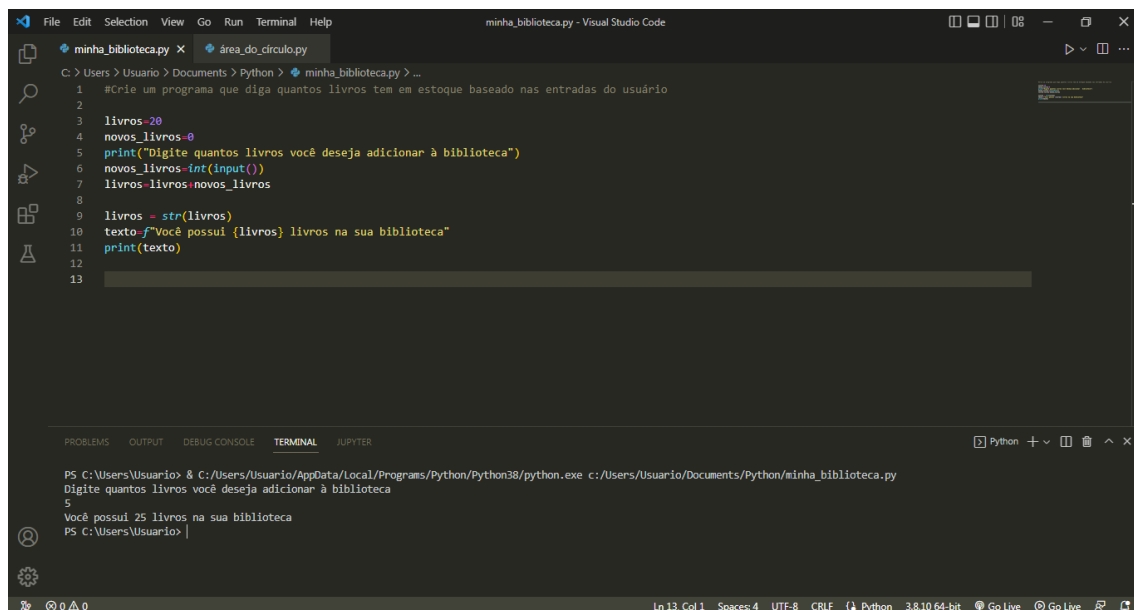 File Edit Selection View Go Run Terminal Help minha_biblioteca.py - Visual Studio Code
minha_biblioteca.py área_do_círculo.py
C: > Users > Usuario > Documents > Python > minha_biblioteca.py > ...
1 #Crie um programa que diga quantos livros tem em estoque baseado nas entradas do usuário
2
3 livros=20
4 novos_livros=0
5 print("Digite quantos livros você deseja adicionar à biblioteca")
6 novos_livros=int(input())
7 livros=livros+novos_livros
8
9 livros = str(livros)
10 texto=f"Você possui {livros} livros na sua biblioteca"
11 print(texto)
12
13
PROBLEMS OUTPUT DEBUG CONSOLE TERMINAL JUPYTER Python
PS C:\Users\Usuario> & C:/Users/Usuario/AppData/Local/Programs/Python/Python38/python.exe c:/Users/Usuario/Documents/Python/minha_biblioteca.py
Digite quantos livros você deseja adicionar à biblioteca
5
Você possui 25 livros na sua biblioteca
PS C:\Users\Usuario>
0 0 Ln 13, Col 1 Spaces: 4 UTF-8 CRLF Python 3.8.10 64-bit Go Live Go Live